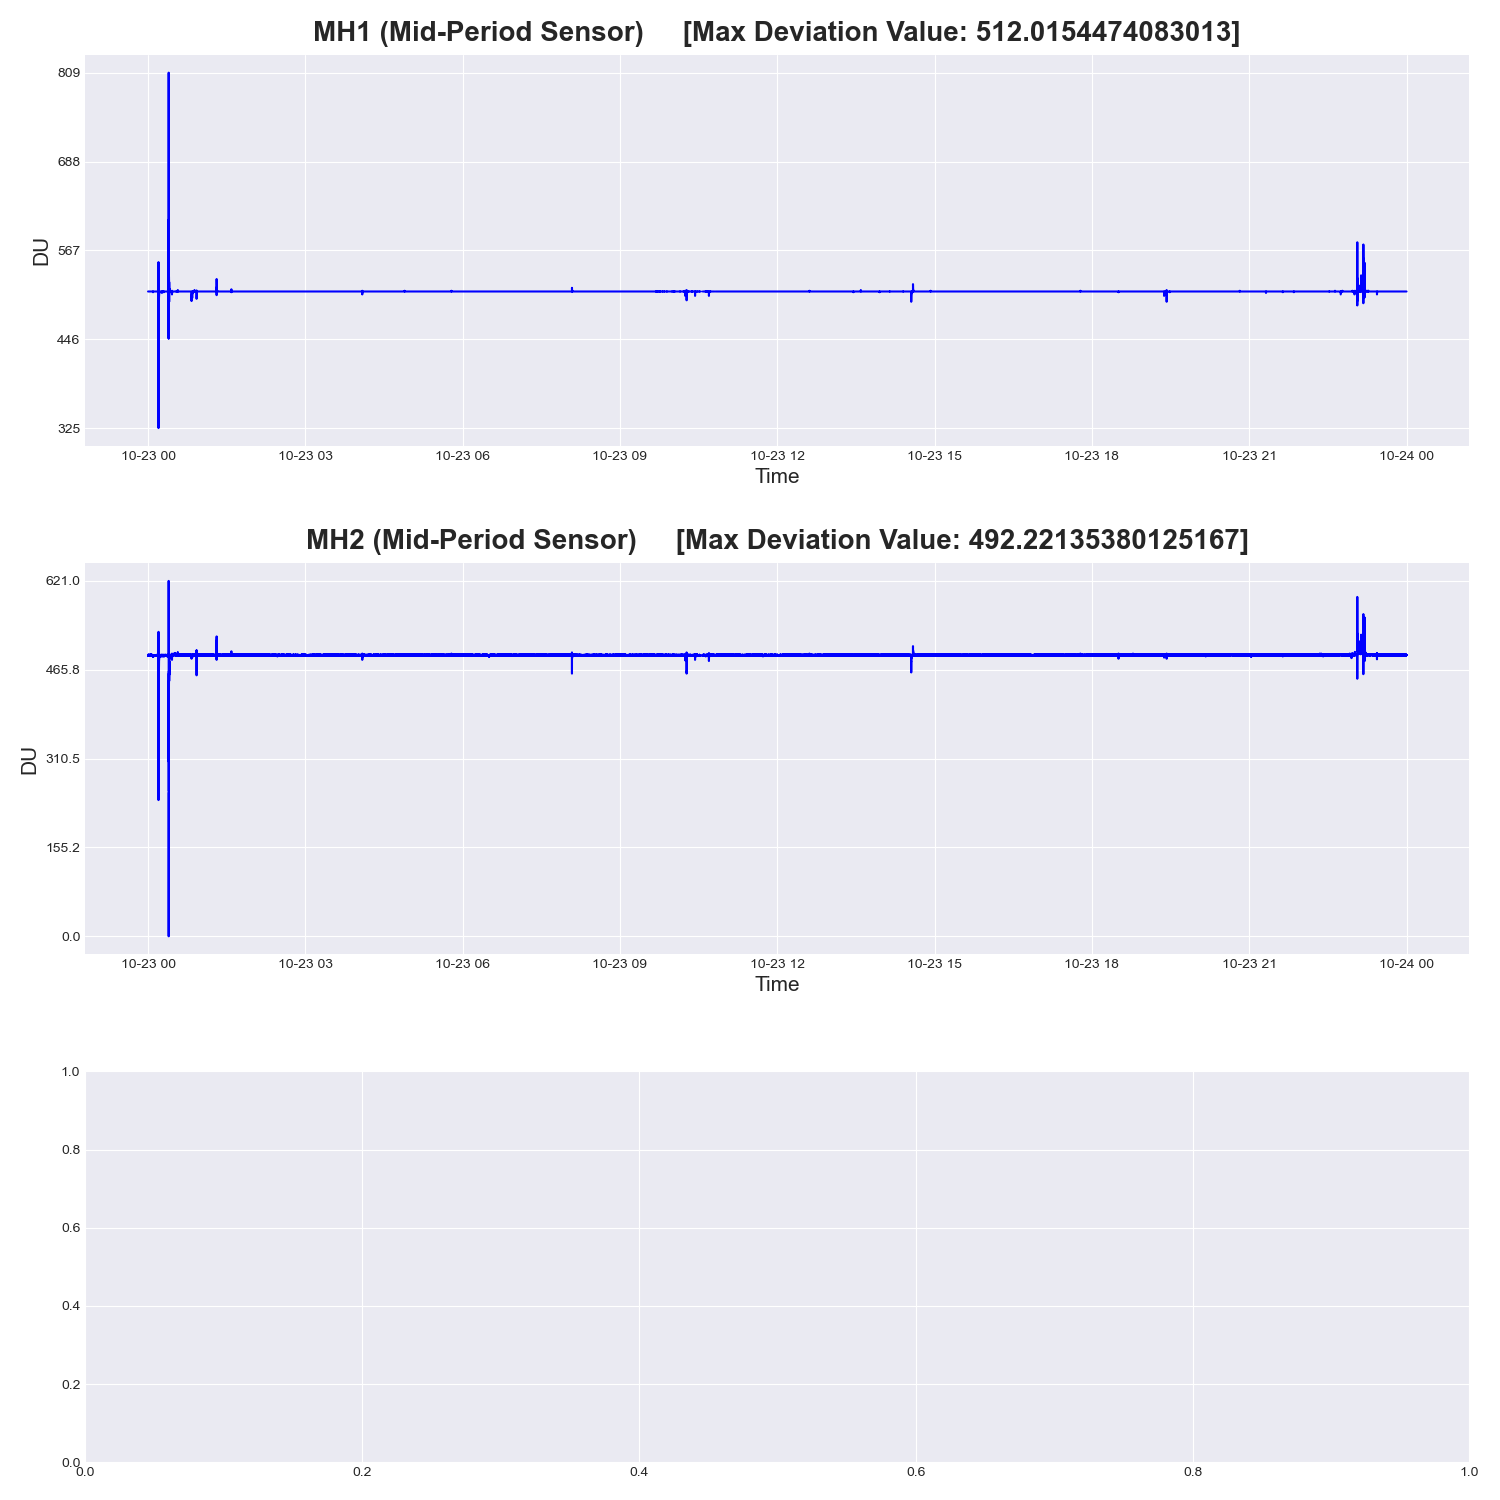 MH1 (Mid-Period Sensor) [Max Deviation Value: 512.0154474083013]
809
688
567
446
325
DU
10-23 00 10-23 03 10-23 06 10-23 09 10-23 12 10-23 15 10-23 18 10-23 21 10-24 00
Time
MH2 (Mid-Period Sensor) [Max Deviation Value: 492.22135380125167]
621.0
465.8
310.5
155.2
0.0
DU
10-23 00 10-23 03 10-23 06 10-23 09 10-23 12 10-23 15 10-23 18 10-23 21 10-24 00
Time
1.0
0.8
0.6
0.4
0.2
0.0
0.0 0.2 0.4 0.6 0.8 1.0